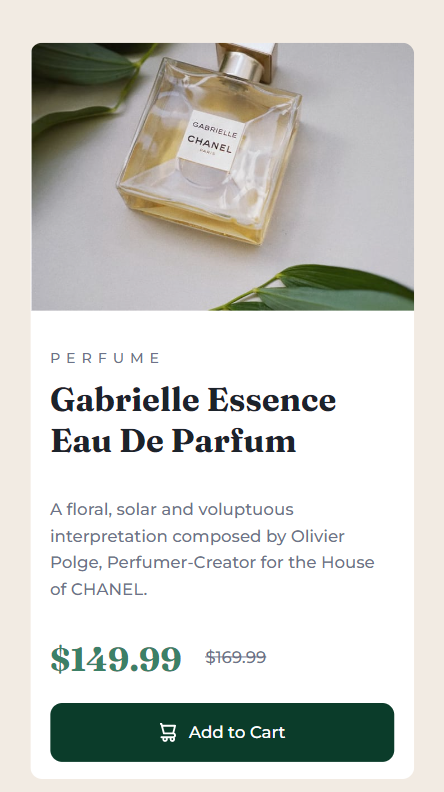 GABRIELLE
CHANEL
PARIS
PERFUME
Gabrielle Essence
Eau De Parfum
A floral, solar and voluptuous
interpretation composed by Olivier
Polge, Perfumer-Creator for the House
of CHANEL.
$149.99 $169.99
Add to Cart